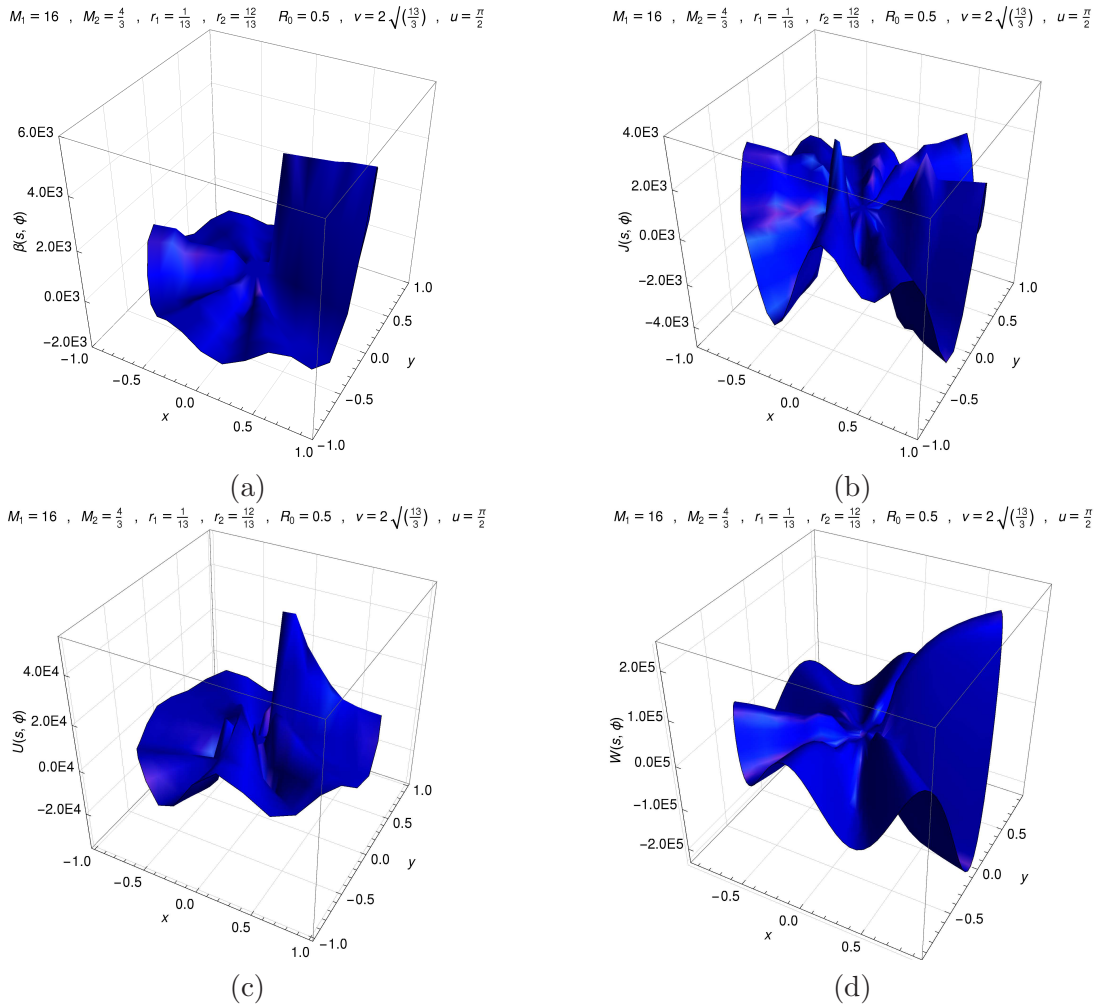 M₁ = 16 , M₂ = 4/3 , r₁ = 1/13 , r₂ = 12/13 R₀ = 0.5 , v = 2√(13/3) , u = π/2
6.0E3
4.0E3
2.0E3
0.0E3
−2.0E3
β(s, ϕ)
−1.0
−0.5
0.0
0.5
1.0
x
−1.0
−0.5
0.0
0.5
1.0
y
(a)
M₁ = 16 , M₂ = 4/3 , r₁ = 1/13 , r₂ = 12/13 , R₀ = 0.5 , v = 2√(13/3) , u = π/2
4.0E3
2.0E3
0.0E3
−2.0E3
−4.0E3
J(s, ϕ)
−1.0
−0.5
0.0
0.5
1.0
x
−1.0
−0.5
0.0
0.5
1.0
y
(b)
M₁ = 16 , M₂ = 4/3 , r₁ = 1/13 , r₂ = 12/13 , R₀ = 0.5 , v = 2√(13/3) , u = π/2
4.0E4
2.0E4
0.0E4
−2.0E4
U(s, ϕ)
−1.0
−0.5
0.0
0.5
1.0
x
−1.0
−0.5
0.0
0.5
1.0
y
(c)
M₁ = 16 , M₂ = 4/3 , r₁ = 1/13 , r₂ = 12/13 , R₀ = 0.5 , v = 2√(13/3) , u = π/2
2.0E5
1.0E5
0.0E5
−1.0E5
−2.0E5
W(s, ϕ)
−0.5
0.0
0.5
x
−0.5
0.0
0.5
y
(d)